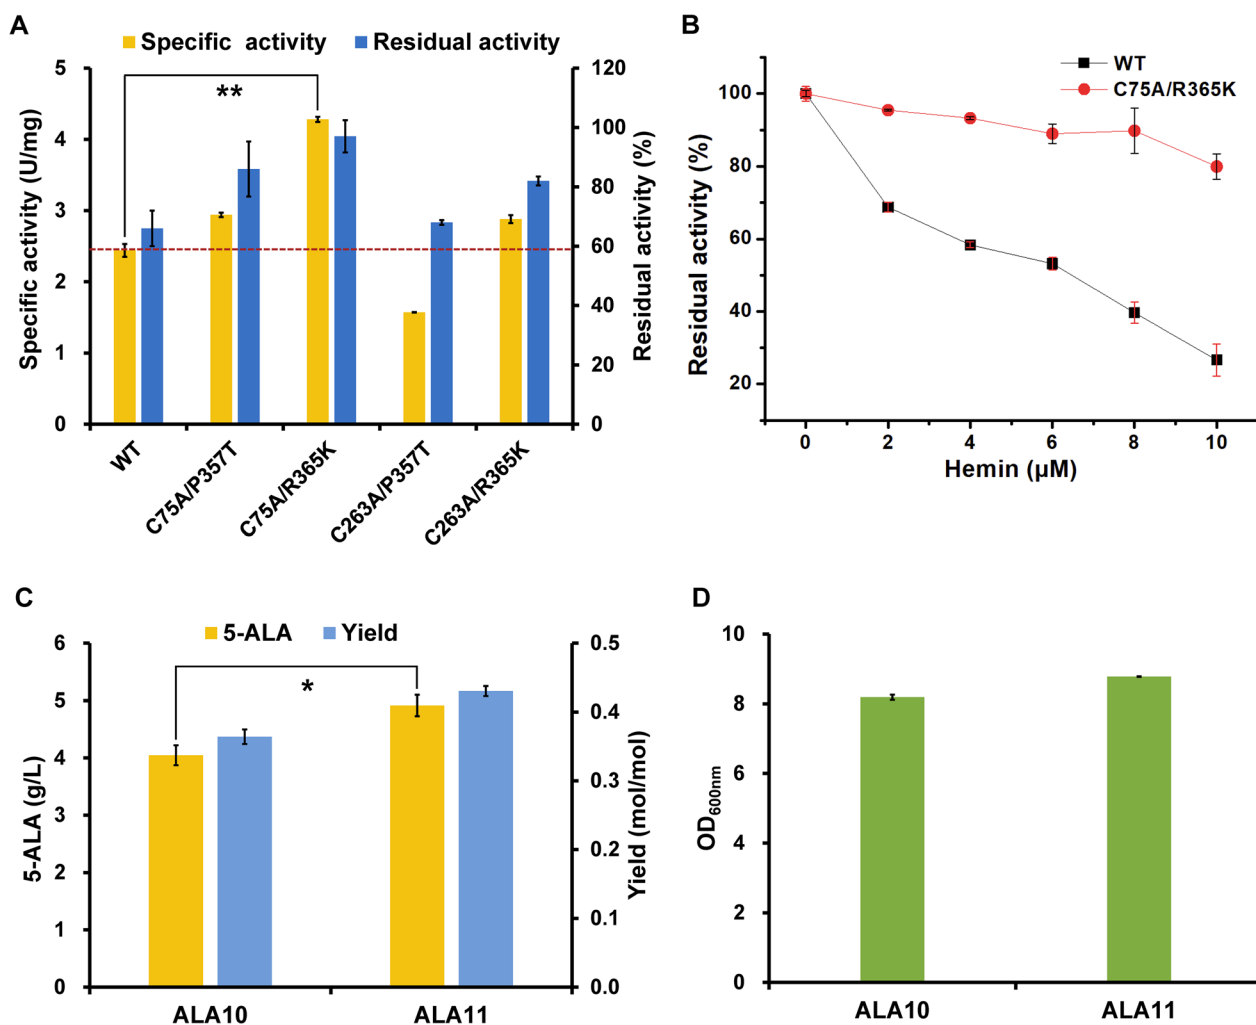 A
Specific activity
Residual activity
5
4
3
2
1
0
120
100
80
60
40
20
0
**
Specific activity (U/mg)
Residual activity (%)
WT
C75A/P357T
C75A/R365K
C263A/P357T
C263A/R365K
B
WT
C75A/R365K
100
80
60
40
20
Residual activity (%)
0 2 4 6 8 10
Hemin (μM)
C
5-ALA
Yield
6
5
4
3
2
1
0
0.5
0.4
0.3
0.2
0.1
0.0
*
5-ALA (g/L)
Yield (mol/mol)
ALA10
ALA11
D
10
8
6
4
2
0
OD600nm
ALA10
ALA11